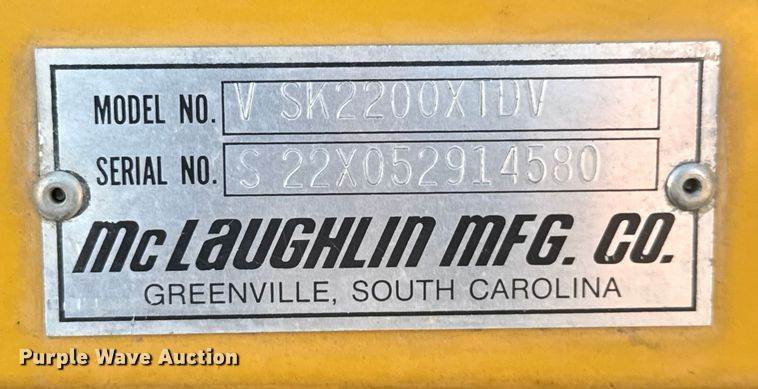 MODEL NO. V SK2200XTDV
SERIAL NO. S 22X052914580
McLAUGHLIN MFG. CO.
GREENVILLE, SOUTH CAROLINA
Purple Wave Auction